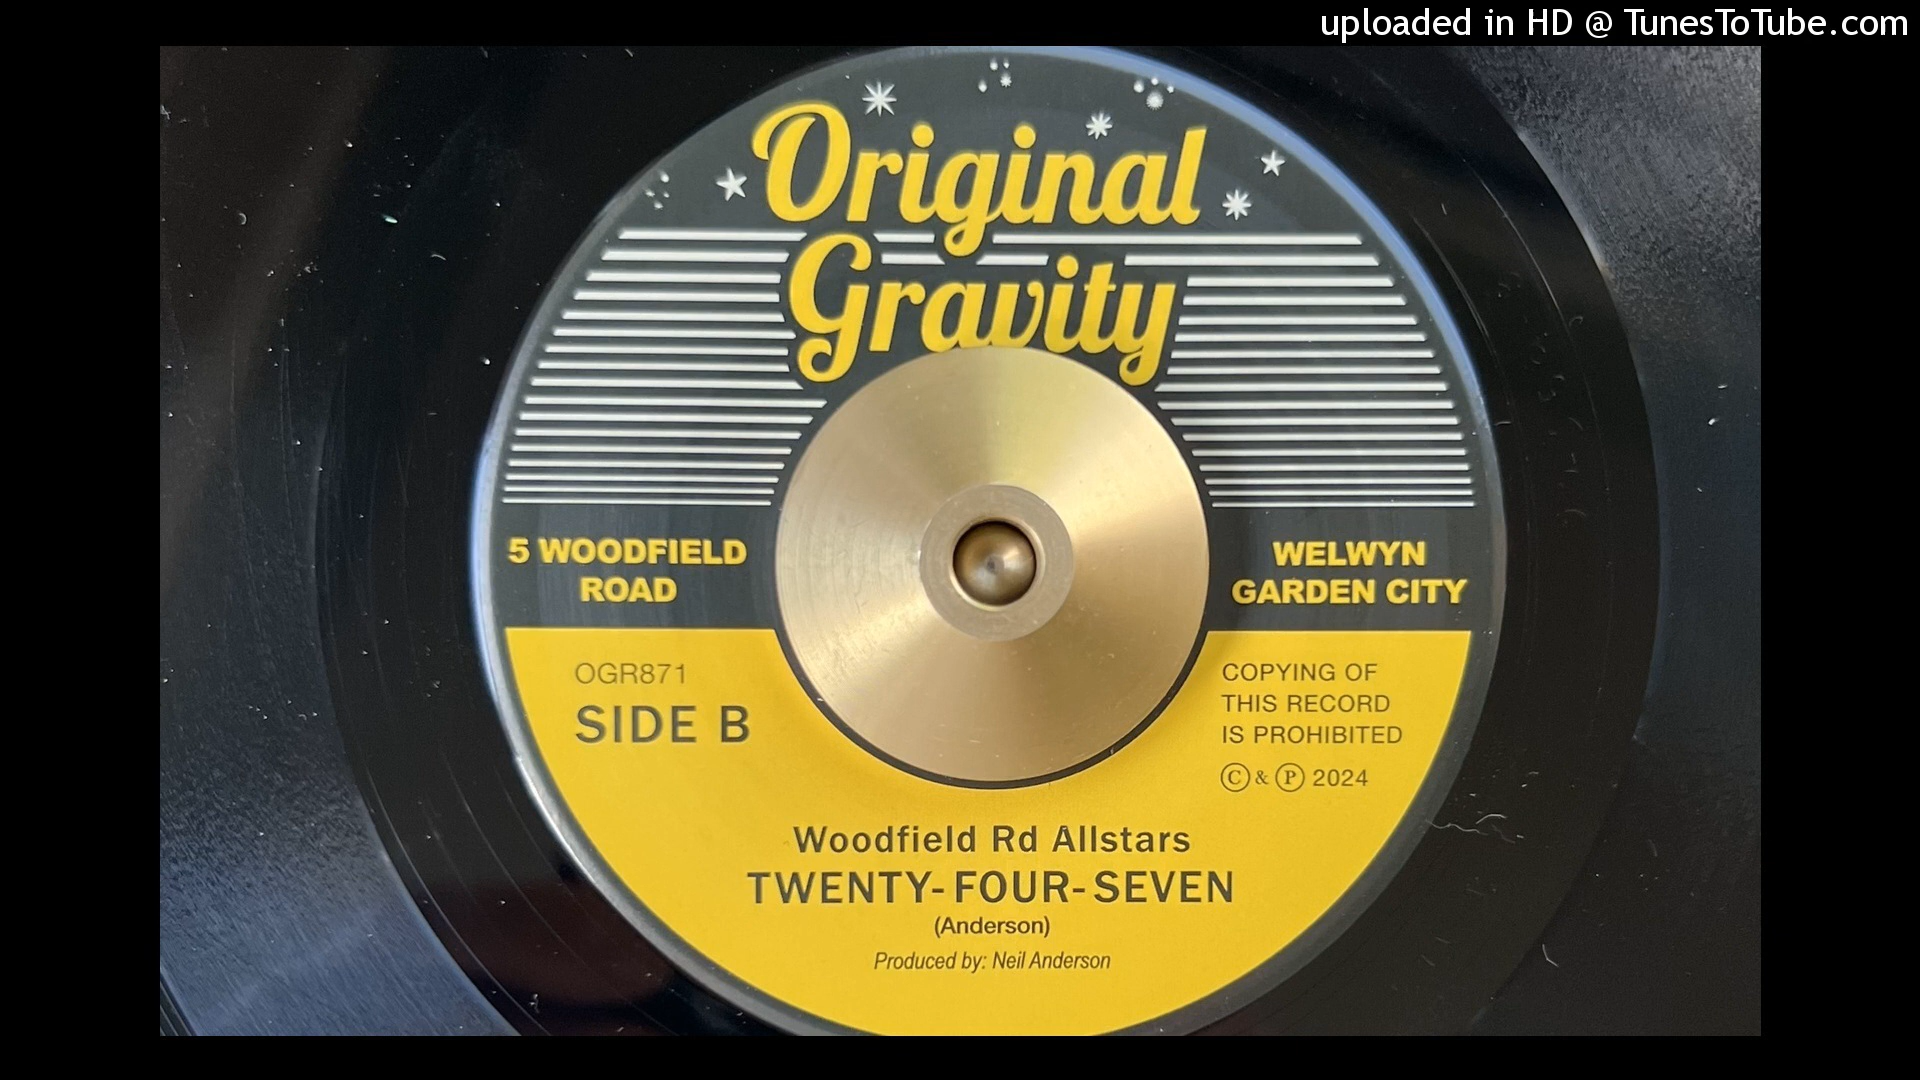 uploaded in HD @ TunesToTube.com
Original
Gravity
5 WOODFIELD
ROAD
WELWYN
GARDEN CITY
OGR871
SIDE B
COPYING OF
THIS RECORD
IS PROHIBITED
Ⓒ & Ⓟ 2024
Woodfield Rd Allstars
TWENTY-FOUR-SEVEN
(Anderson)
Produced by: Neil Anderson